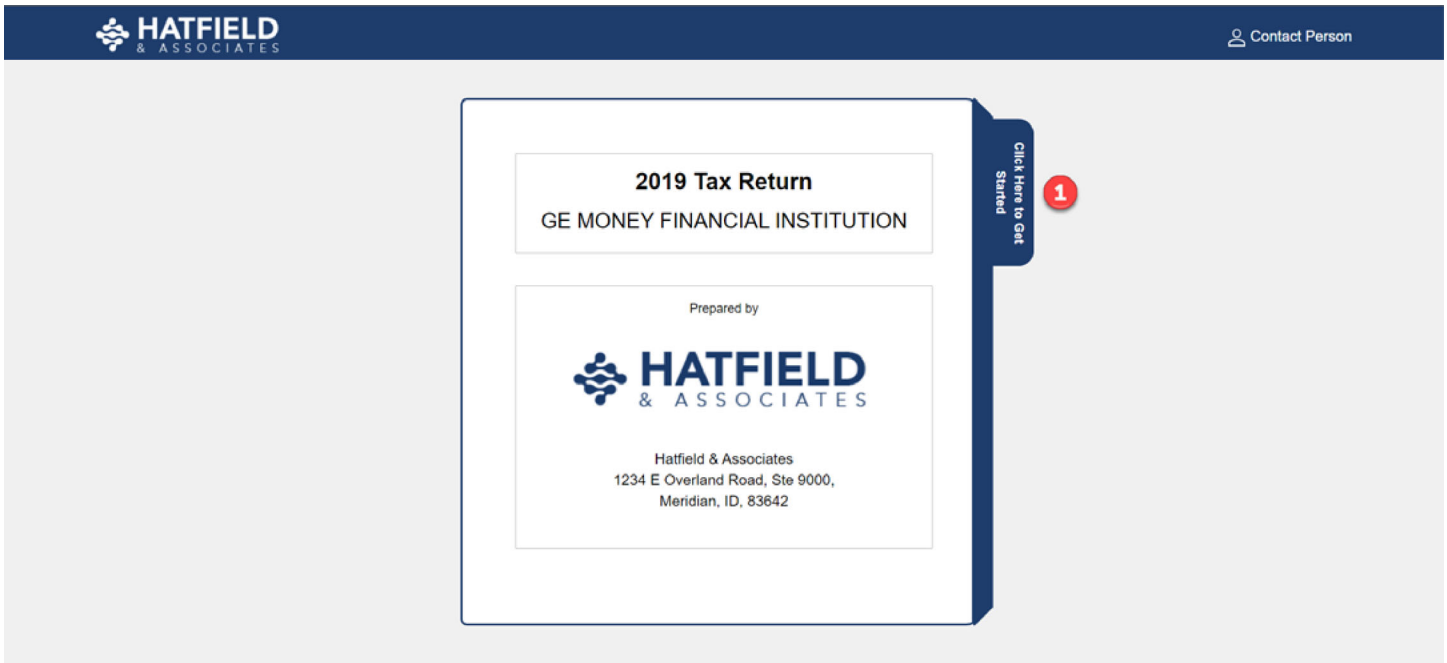 HATFIELD
& ASSOCIATES
Contact Person
2019 Tax Return
GE MONEY FINANCIAL INSTITUTION
Click Here to Get
Started
1
Prepared by
HATFIELD
& ASSOCIATES
Hatfield & Associates
1234 E Overland Road, Ste 9000,
Meridian, ID, 83642